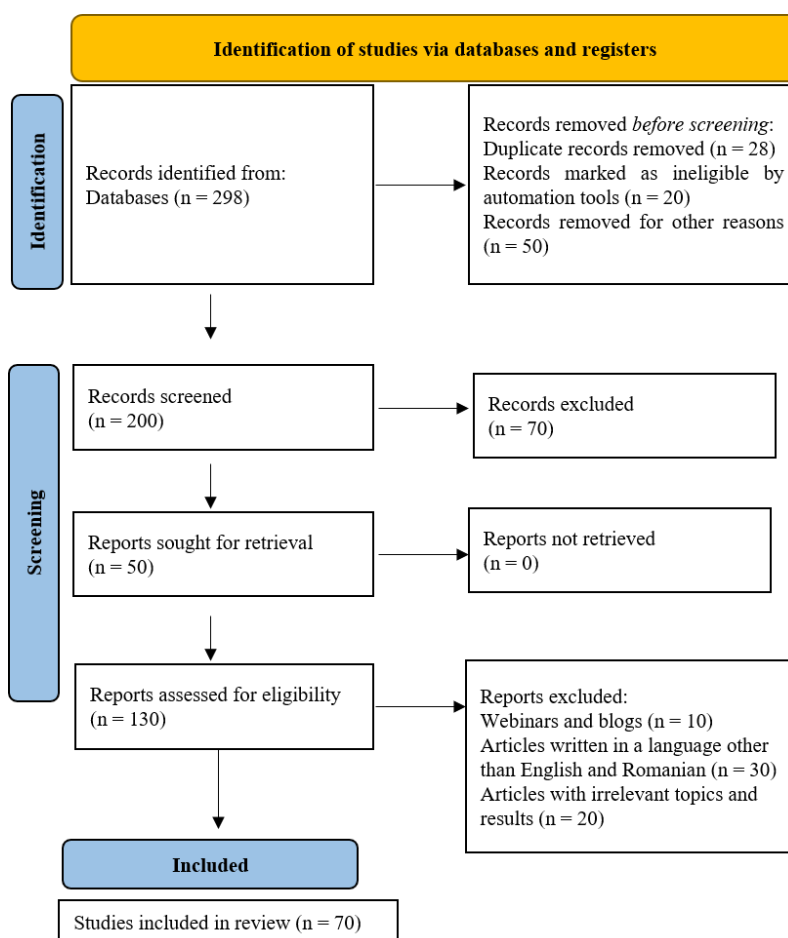 Identification of studies via databases and registers
Identification
Records identified from:
Databases (n = 298)
Records removed before screening:
Duplicate records removed (n = 28)
Records marked as ineligible by
automation tools (n = 20)
Records removed for other reasons
(n = 50)
Screening
Records screened
(n = 200)
Records excluded
(n = 70)
Reports sought for retrieval
(n = 50)
Reports not retrieved
(n = 0)
Reports assessed for eligibility
(n = 130)
Reports excluded:
Webinars and blogs (n = 10)
Articles written in a language other
than English and Romanian (n = 30)
Articles with irrelevant topics and
results (n = 20)
Included
Studies included in review (n = 70)